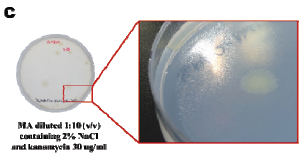 C
MA diluted 1:10 (v/v)
containing 2% NaCl
and kanamycin 30 ug/ml